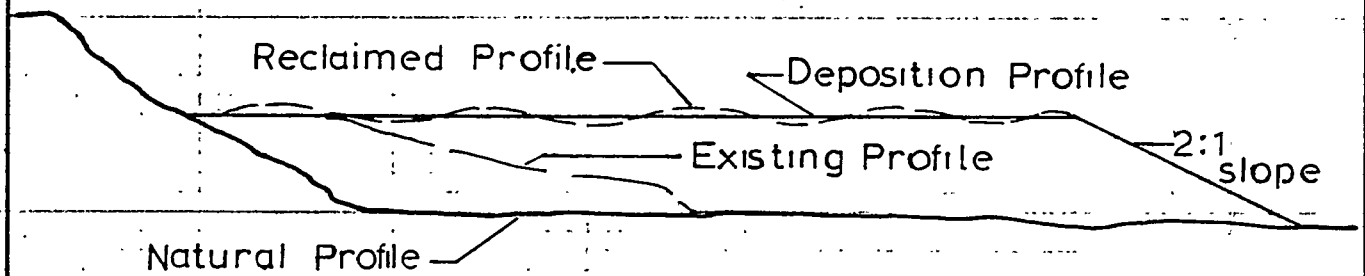 Reclaimed Profile
Deposition Profile
Existing Profile
2:1
slope
Natural Profile